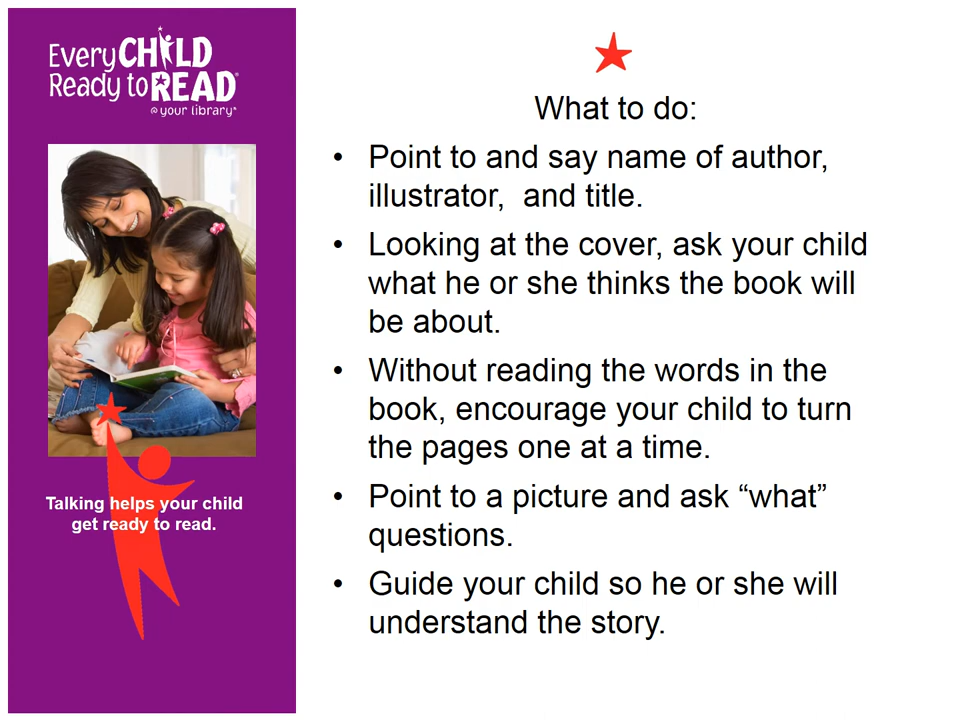 Every CHILD
Ready to READ®
@ your library®
Talking helps your child
get ready to read.
What to do:
• Point to and say name of author,
illustrator,  and title.
• Looking at the cover, ask your child
what he or she thinks the book will
be about.
• Without reading the words in the
book, encourage your child to turn
the pages one at a time.
• Point to a picture and ask “what”
questions.
• Guide your child so he or she will
understand the story.